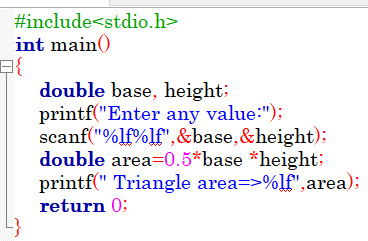 #include<stdio.h>
int main()
{
double base, height;
printf("Enter any value:");
scanf("%lf%lf",&base,&height);
double area=0.5*base *height;
printf(" Triangle area=>%lf",area);
return 0;
}